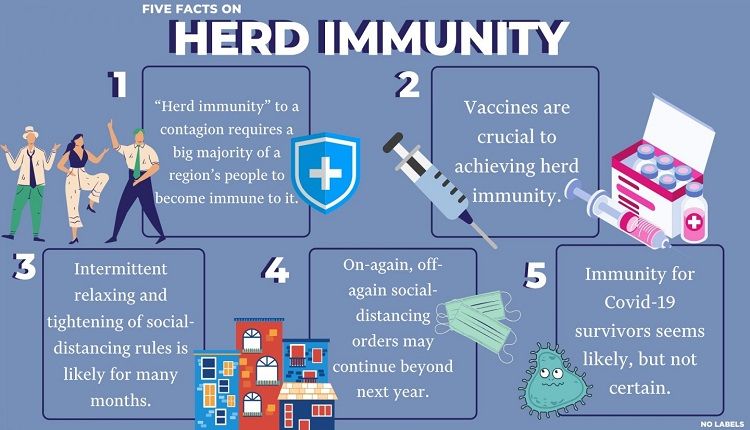 FIVE FACTS ON
HERD IMMUNITY
1
“Herd immunity” to a
contagion requires a
big majority of a
region’s people to
become immune to it.
2
Vaccines are
crucial to
achieving herd
immunity.
3
Intermittent
relaxing and
tightening of social-
distancing rules is
likely for many
months.
4
On-again, off-
again social-
distancing
orders may
continue beyond
next year.
5
Immunity for
Covid-19
survivors seems
likely, but not
certain.
NO LABELS